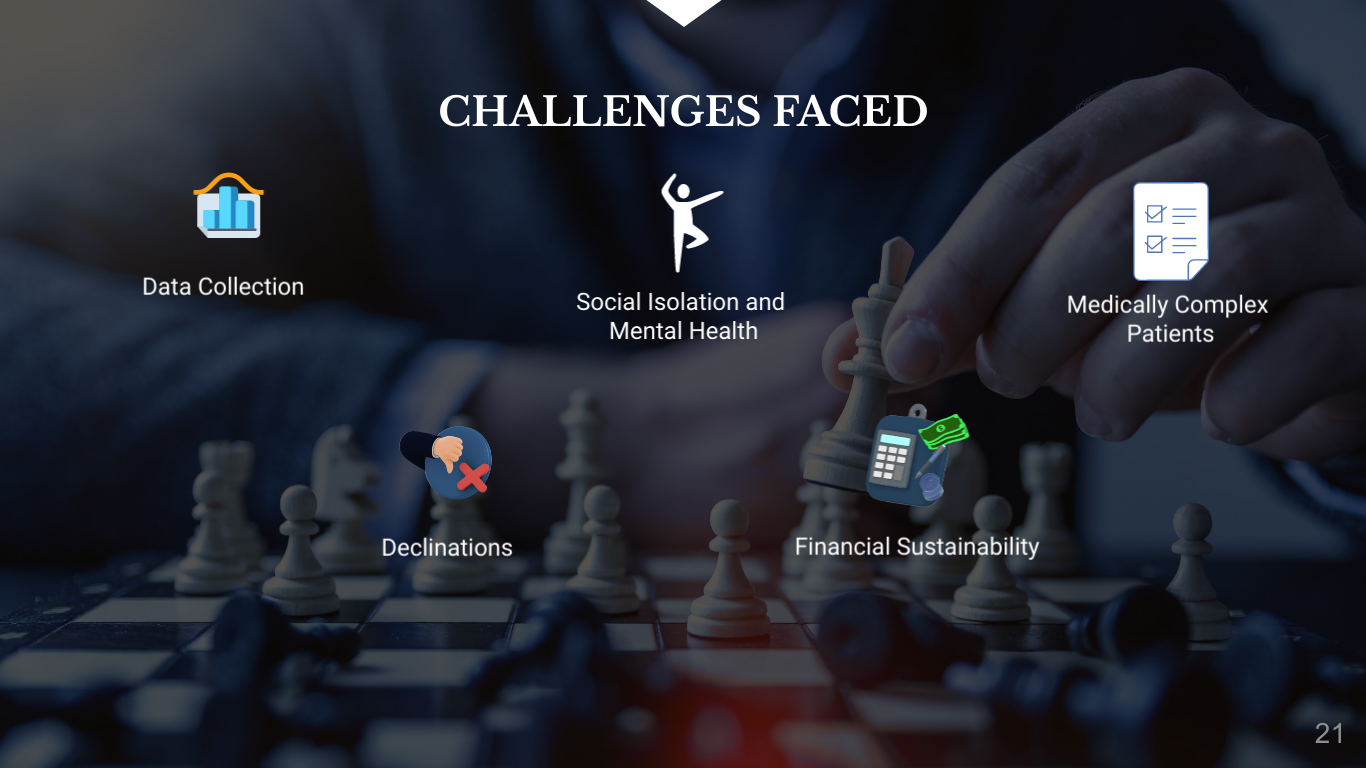 CHALLENGES FACED
Data Collection
Social Isolation and
Mental Health
Medically Complex
Patients
Declinations
Financial Sustainability
21